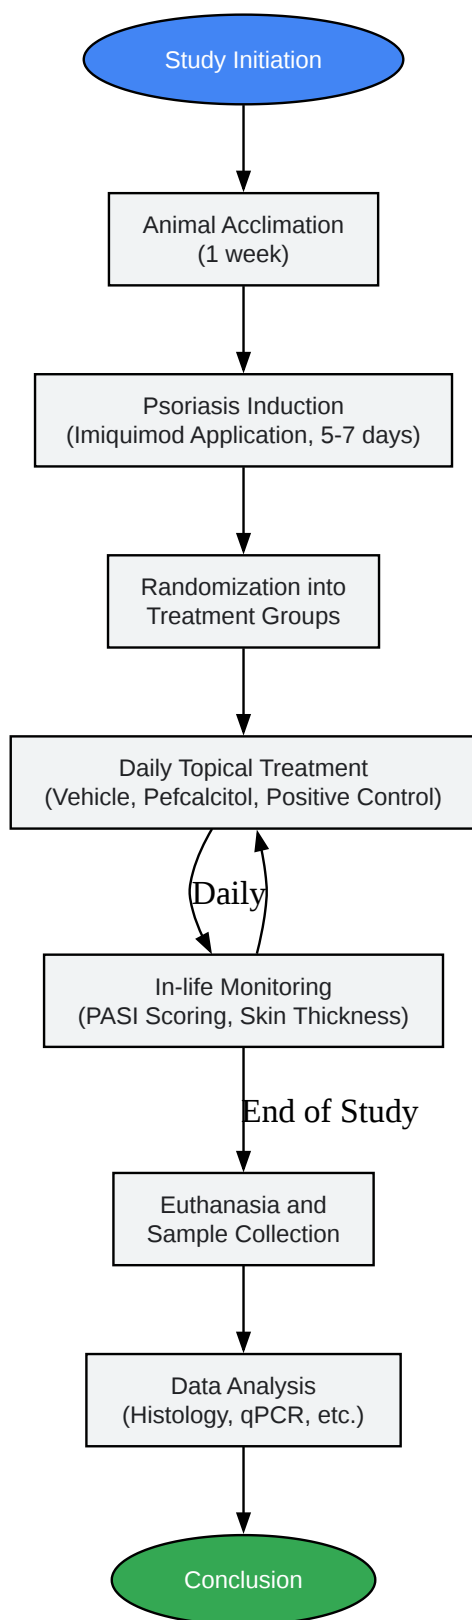 Study Initiation
Animal Acclimation
(1 week)
Psoriasis Induction
(Imiquimod Application, 5-7 days)
Randomization into
Treatment Groups
Daily Topical Treatment
(Vehicle, Pefcalcitol, Positive Control)
Daily
In-life Monitoring
(PASI Scoring, Skin Thickness)
End of Study
Euthanasia and
Sample Collection
Data Analysis
(Histology, qPCR, etc.)
Conclusion